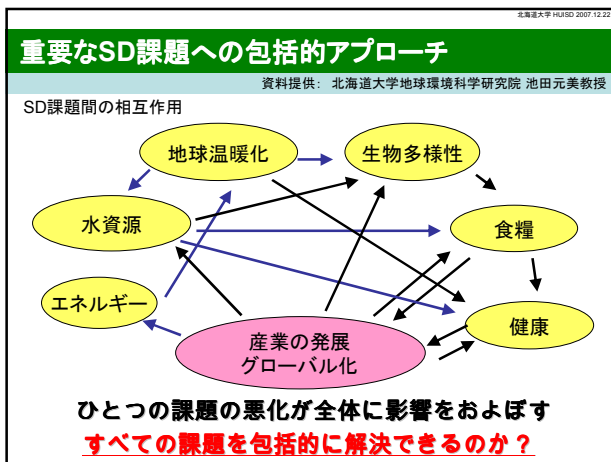 北海道大学 HUISD 2007.12.22
重要なSD課題への包括的アプローチ
資料提供: 北海道大学地球環境科学研究院 池田元美教授
SD課題間の相互作用
地球温暖化
生物多様性
水資源
食糧
エネルギー
産業の発展
グローバル化
健康
ひとつの課題の悪化が全体に影響をおよぼす
すべての課題を包括的に解決できるのか？